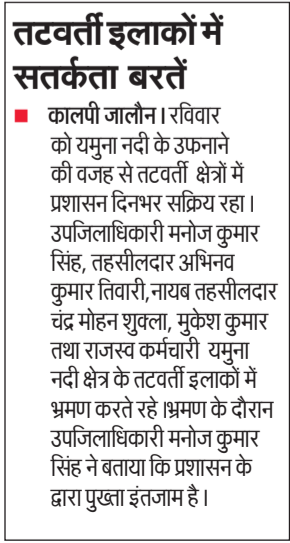 तटवर्ती इलाकों में
सतर्कता बरतें
कालपी जालौन। रविवार
को यमुना नदी के उफनाने
की वजह से तटवर्ती क्षेत्रों में
प्रशासन दिनभर सक्रिय रहा।
उपजिलाधिकारी मनोज कुमार
सिंह, तहसीलदार अभिनव
कुमार तिवारी,नायब तहसीलदार
चंद्र मोहन शुक्ला, मुकेश कुमार
तथा राजस्व कर्मचारी यमुना
नदी क्षेत्र के तटवर्ती इलाकों में
भ्रमण करते रहे ।भ्रमण के दौरान
उपजिलाधिकारी मनोज कुमार
सिंह ने बताया कि प्रशासन के
द्वारा पुख्ता इंतजाम है।